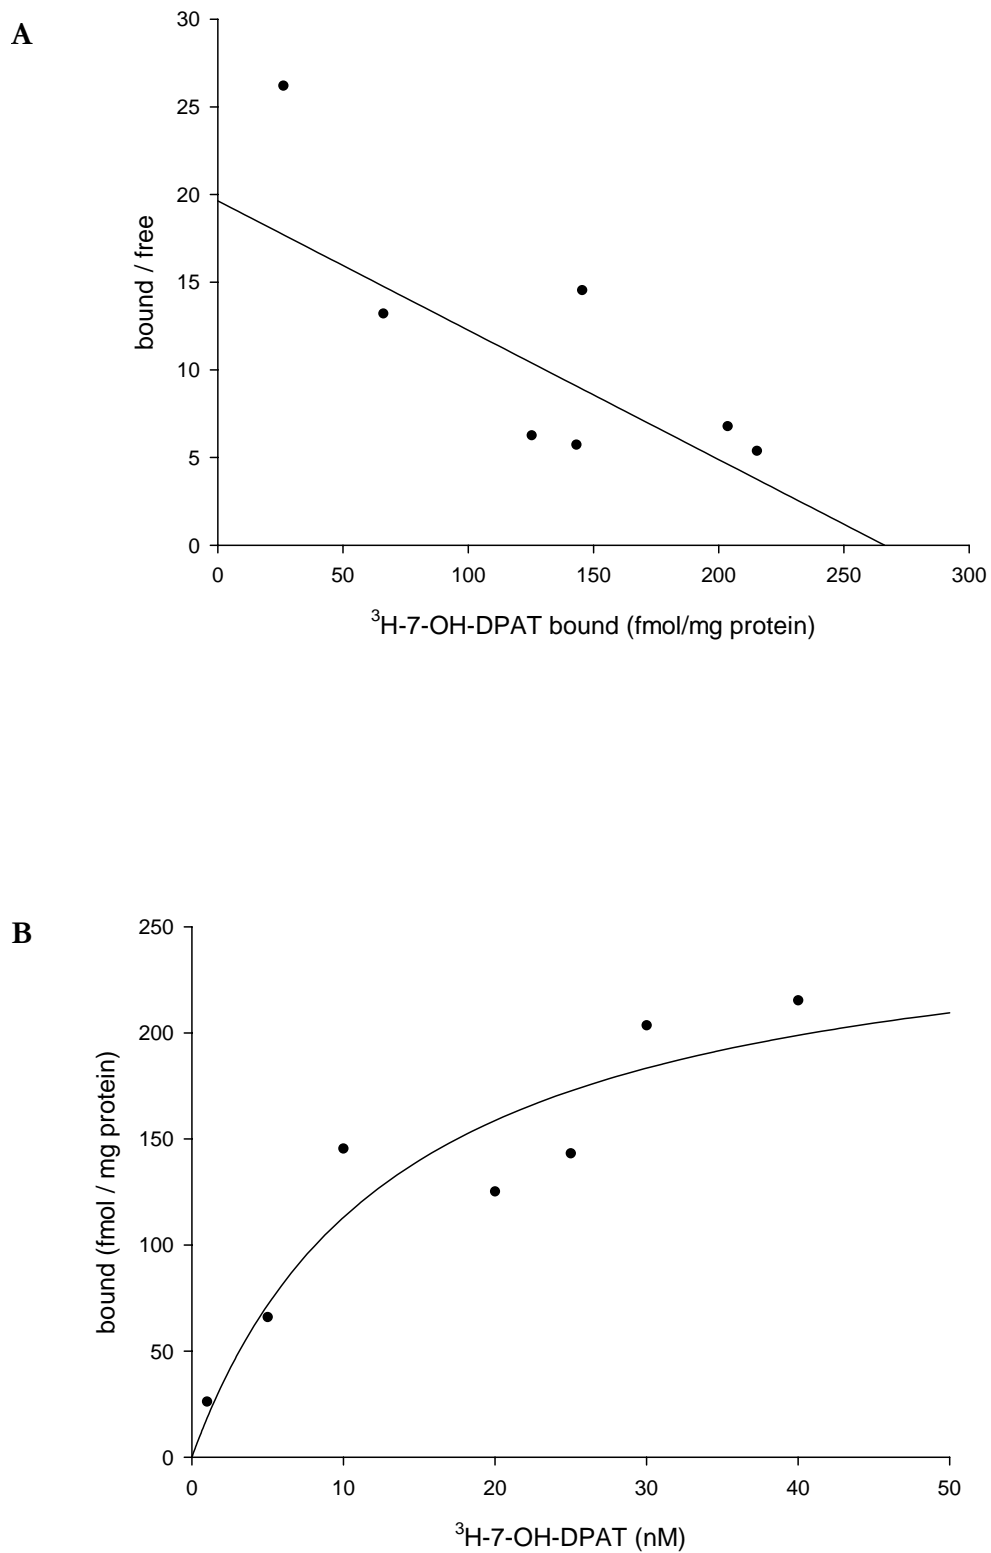 A
30
25
20
15
10
5
0
bound / free
0 50 100 150 200 250 300
³H-7-OH-DPAT bound (fmol/mg protein)
B
250
200
150
100
50
0
bound (fmol / mg protein)
0 10 20 30 40 50
³H-7-OH-DPAT (nM)